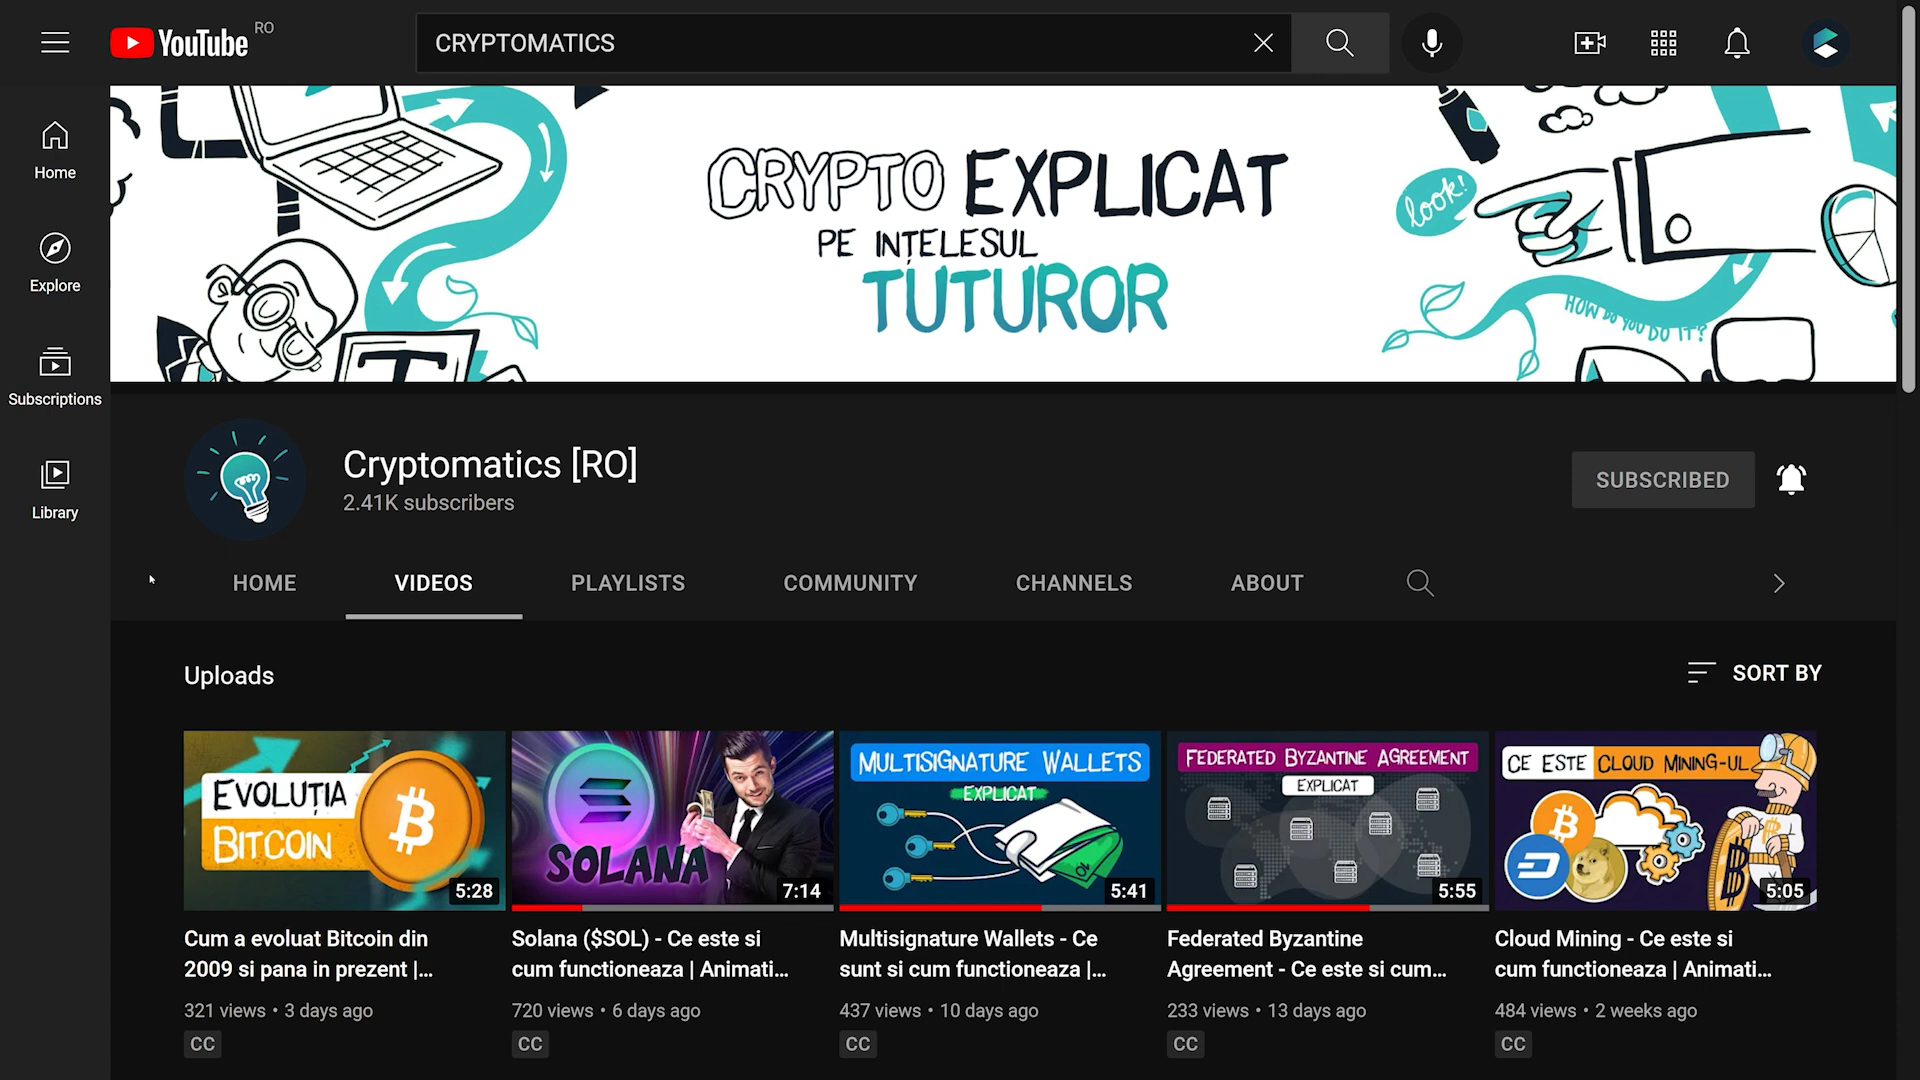 YouTube RO
CRYPTOMATICS
Home
Explore
Subscriptions
Library
CRYPTO EXPLICAT
PE INȚELESUL
TUTUROR
look!
HOW DO YOU DO IT?
T
Cryptomatics [RO]
2.41K subscribers
SUBSCRIBED
HOME VIDEOS PLAYLISTS COMMUNITY CHANNELS ABOUT
Uploads
SORT BY
EVOLUȚIA
BITCOIN
5:28
Cum a evoluat Bitcoin din
2009 si pana in prezent |...
321 views • 3 days ago
CC
SOLANA
7:14
Solana ($SOL) - Ce este si
cum functioneaza | Animati...
720 views • 6 days ago
CC
MULTISIGNATURE WALLETS
EXPLICAT
5:41
Multisignature Wallets - Ce
sunt si cum functioneaza |...
437 views • 10 days ago
CC
FEDERATED BYZANTINE AGREEMENT
EXPLICAT
5:55
Federated Byzantine
Agreement - Ce este si cum...
233 views • 13 days ago
CC
CE ESTE CLOUD MINING-UL
5:05
Cloud Mining - Ce este si
cum functioneaza | Animati...
484 views • 2 weeks ago
CC